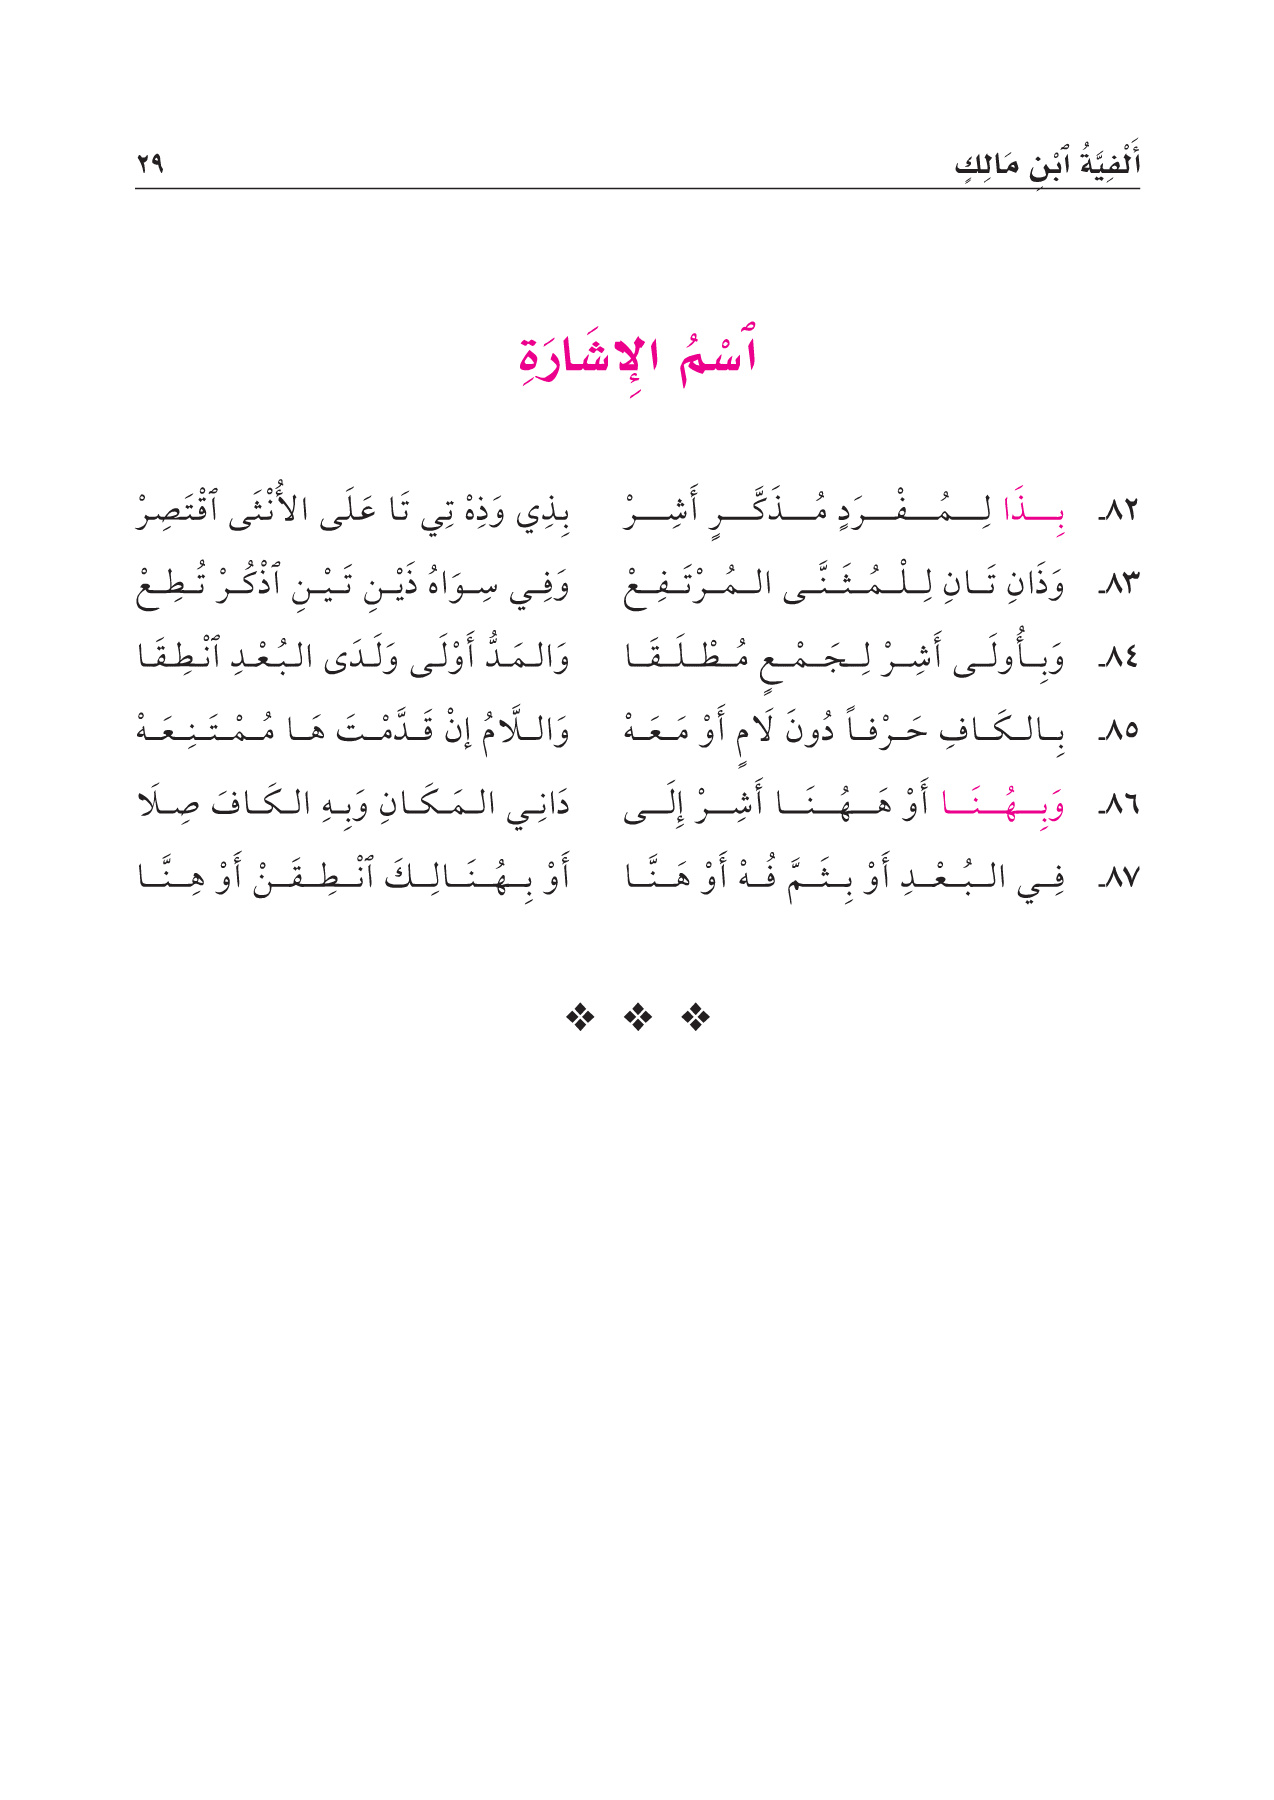 أَلْفِيَّةُ ٱبْنِ مَالِكٍ ٢٩
ٱسْمُ الإِشَارَةِ
٨٢ـ بِذَا لِمُفْرَدٍ مُذَكَّرٍ أَشِرْ بِذِي وَذِهْ تِي تَا عَلَى الأُنْثَى ٱقْتَصِرْ
٨٣ـ وَذَانِ تَانِ لِلْمُثَنَّى المُرْتَفِعْ وَفِي سِوَاهُ ذَيْنِ تَيْنِ ٱذْكُرْ تُطِعْ
٨٤ـ وَبِأُولَى أَشِرْ لِجَمْعٍ مُطْلَقَا وَالمَدُّ أَوْلَى وَلَدَى البُعْدِ ٱنْطِقَا
٨٥ـ بِالكَافِ حَرْفاً دُونَ لَامٍ أَوْ مَعَهْ وَاللَّامُ إنْ قَدَّمْتَ هَا مُمْتَنِعَهْ
٨٦ـ وَبِهُنَا أَوْ هَهُنَا أَشِرْ إِلَى دَانِي المَكَانِ وَبِهِ الكَافَ صِلَا
٨٧ـ فِي البُعْدِ أَوْ بِثَمَّ فُهْ أَوْ هَنَّا أَوْ بِهُنَالِكَ ٱنْطِقَنْ أَوْ هِنَّا